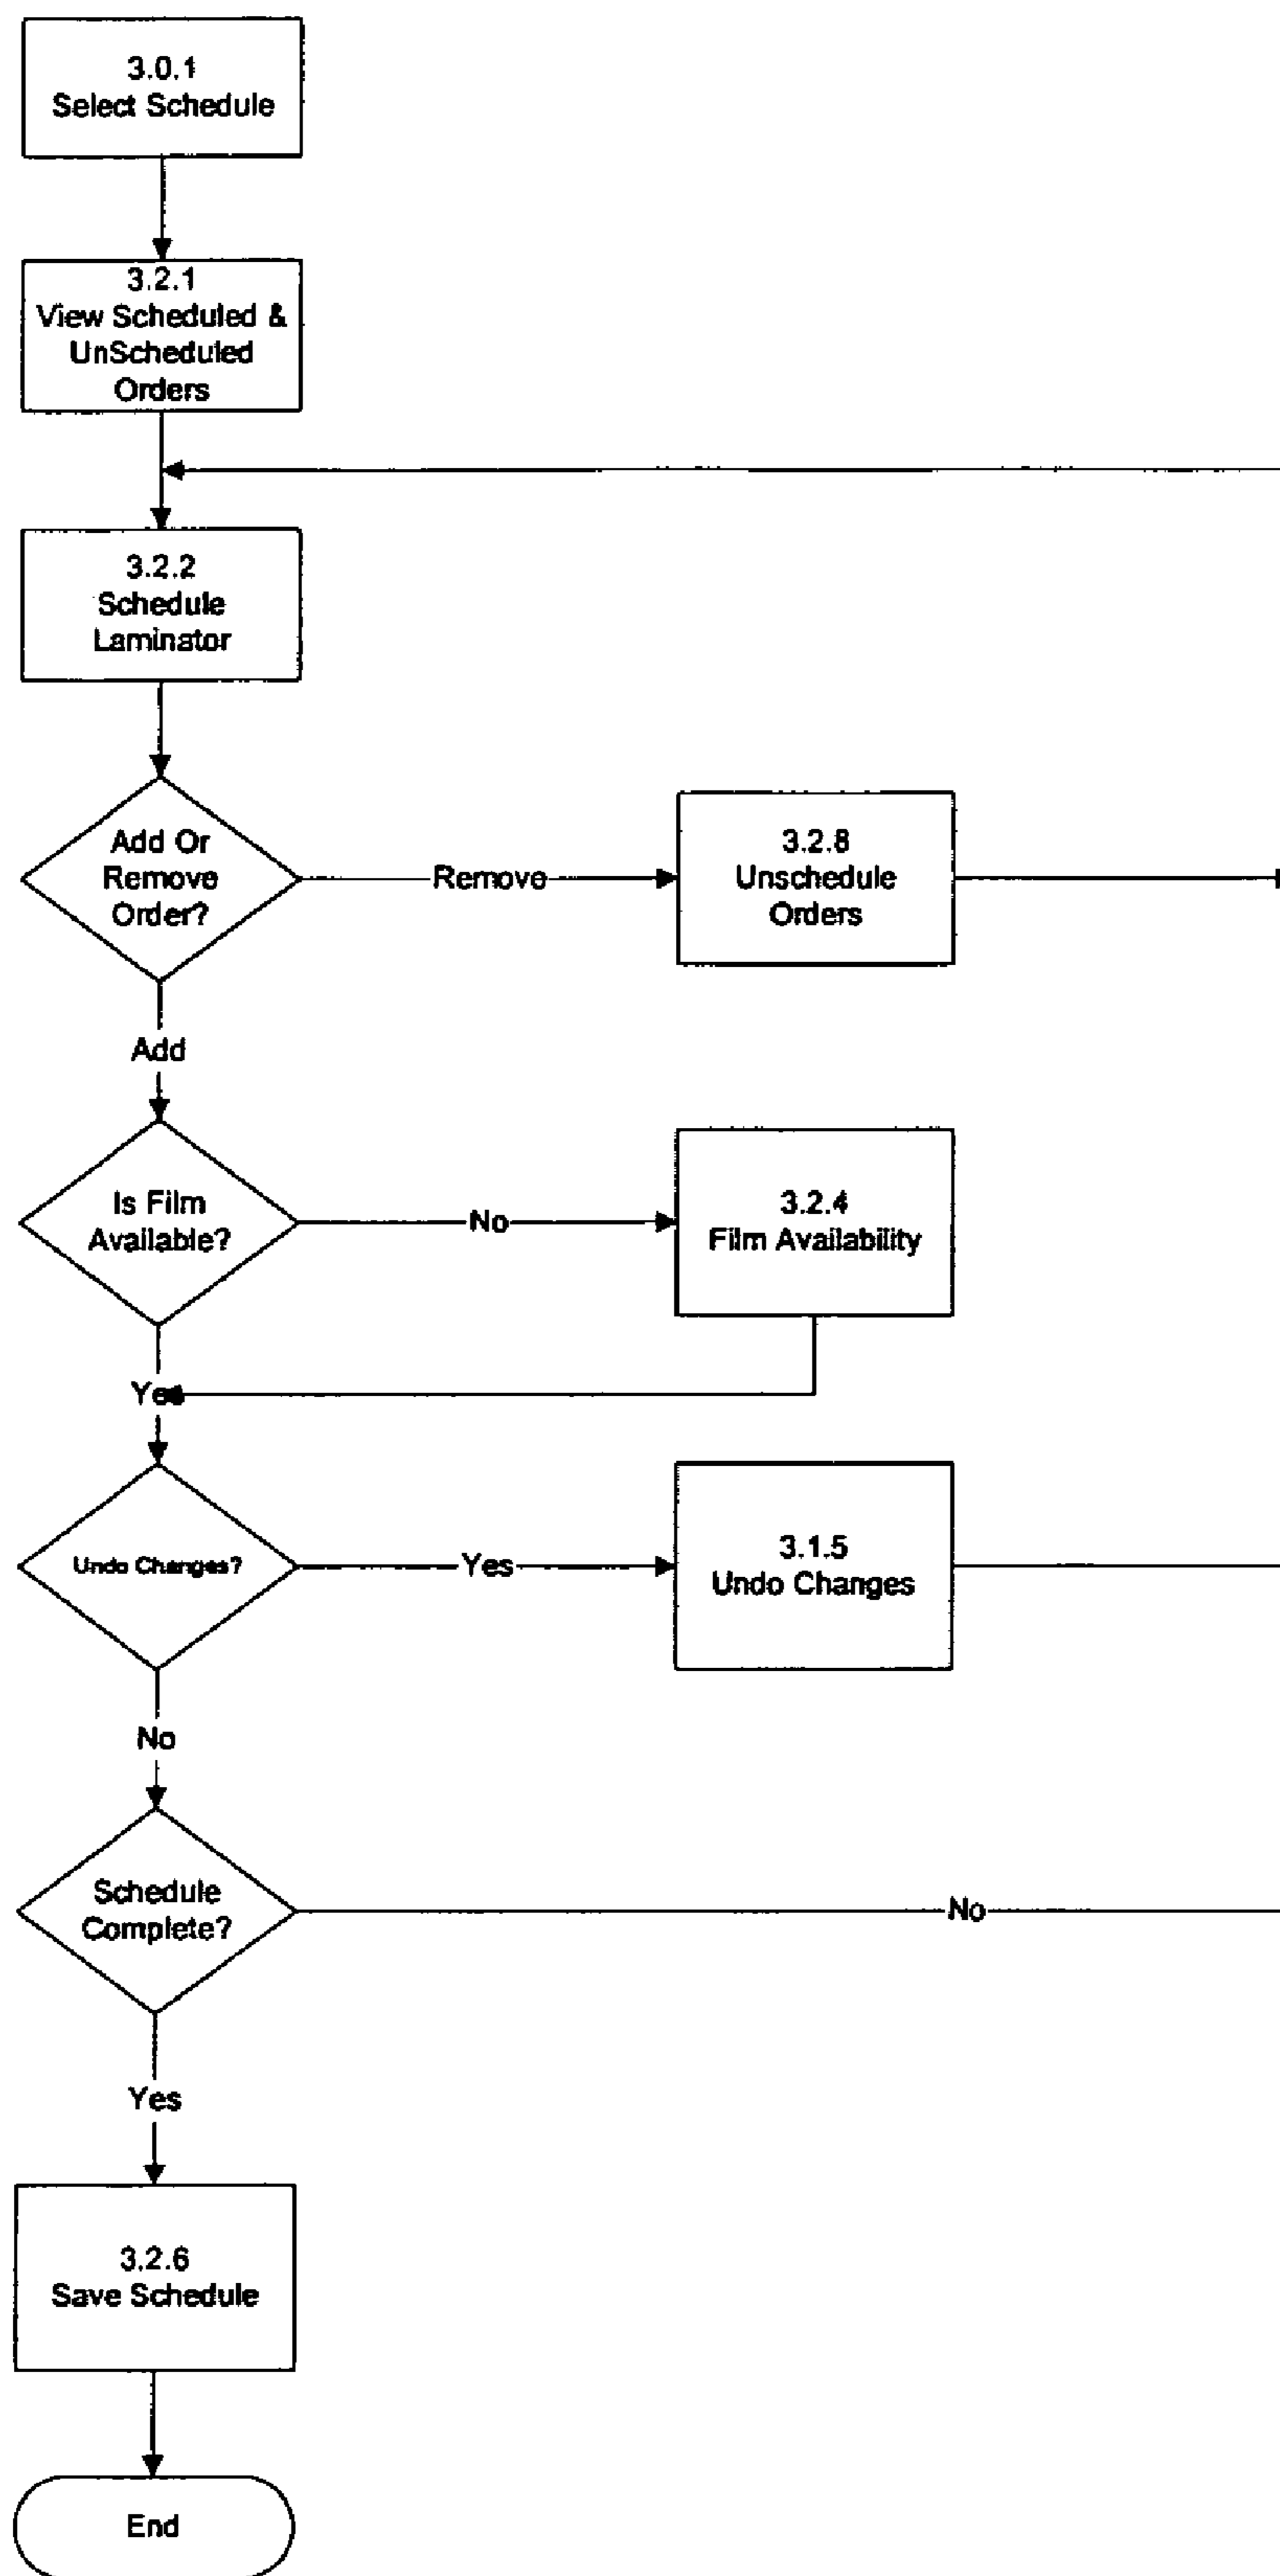 3.0.1
Select Schedule
3.2.1
View Scheduled &
UnScheduled
Orders
3.2.2
Schedule
Laminator
Add Or
Remove
Order?
Remove
3.2.8
Unschedule
Orders
Add
Is Film
Available?
No
3.2.4
Film Availability
Yes
Undo Changes?
Yes
3.1.5
Undo Changes
No
Schedule
Complete?
No
Yes
3.2.6
Save Schedule
End